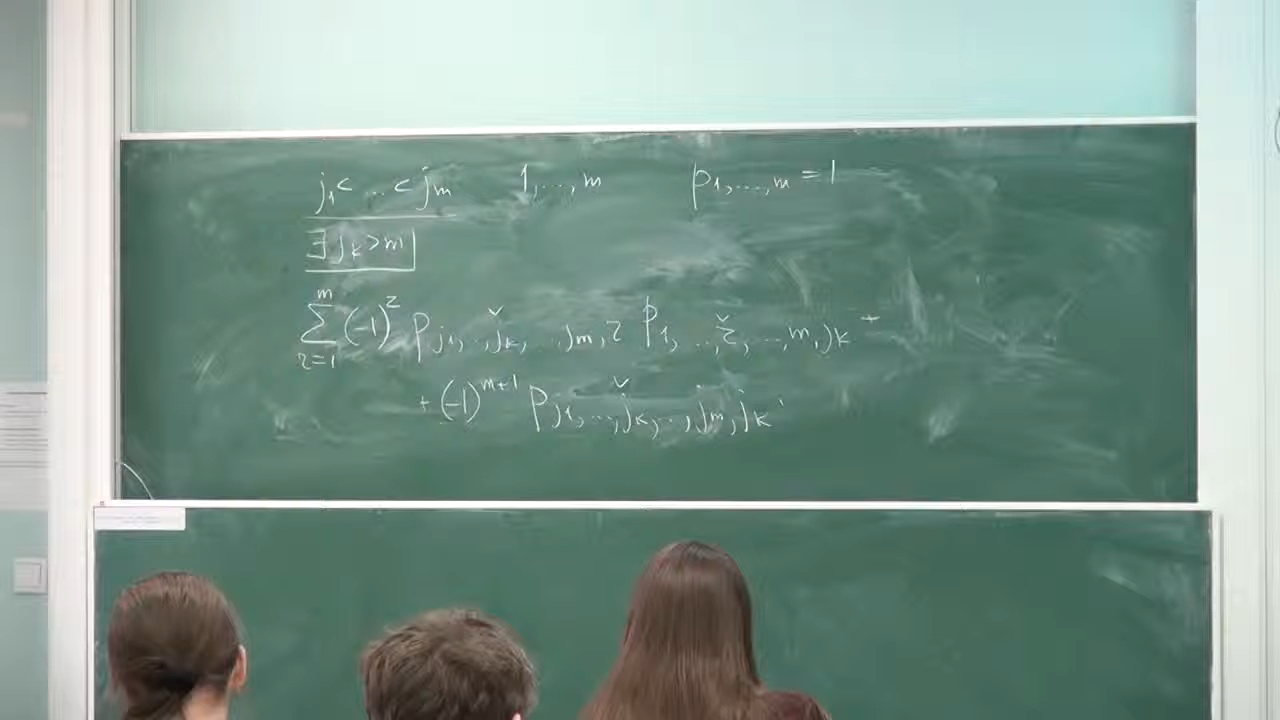 j₁ < ... < jₘ 1, ..., m p₁,...,ₘ = 1
∃ jₖ > m
∑_{r=1}^{m} (-1)^r p_{j₁,...,ǰₖ,...,jₘ,r} p_{1,...,ř,...,m,jₖ} +
+ (-1)^{m+1} p_{j₁,...,ǰₖ,...,jₘ,jₖ} ·